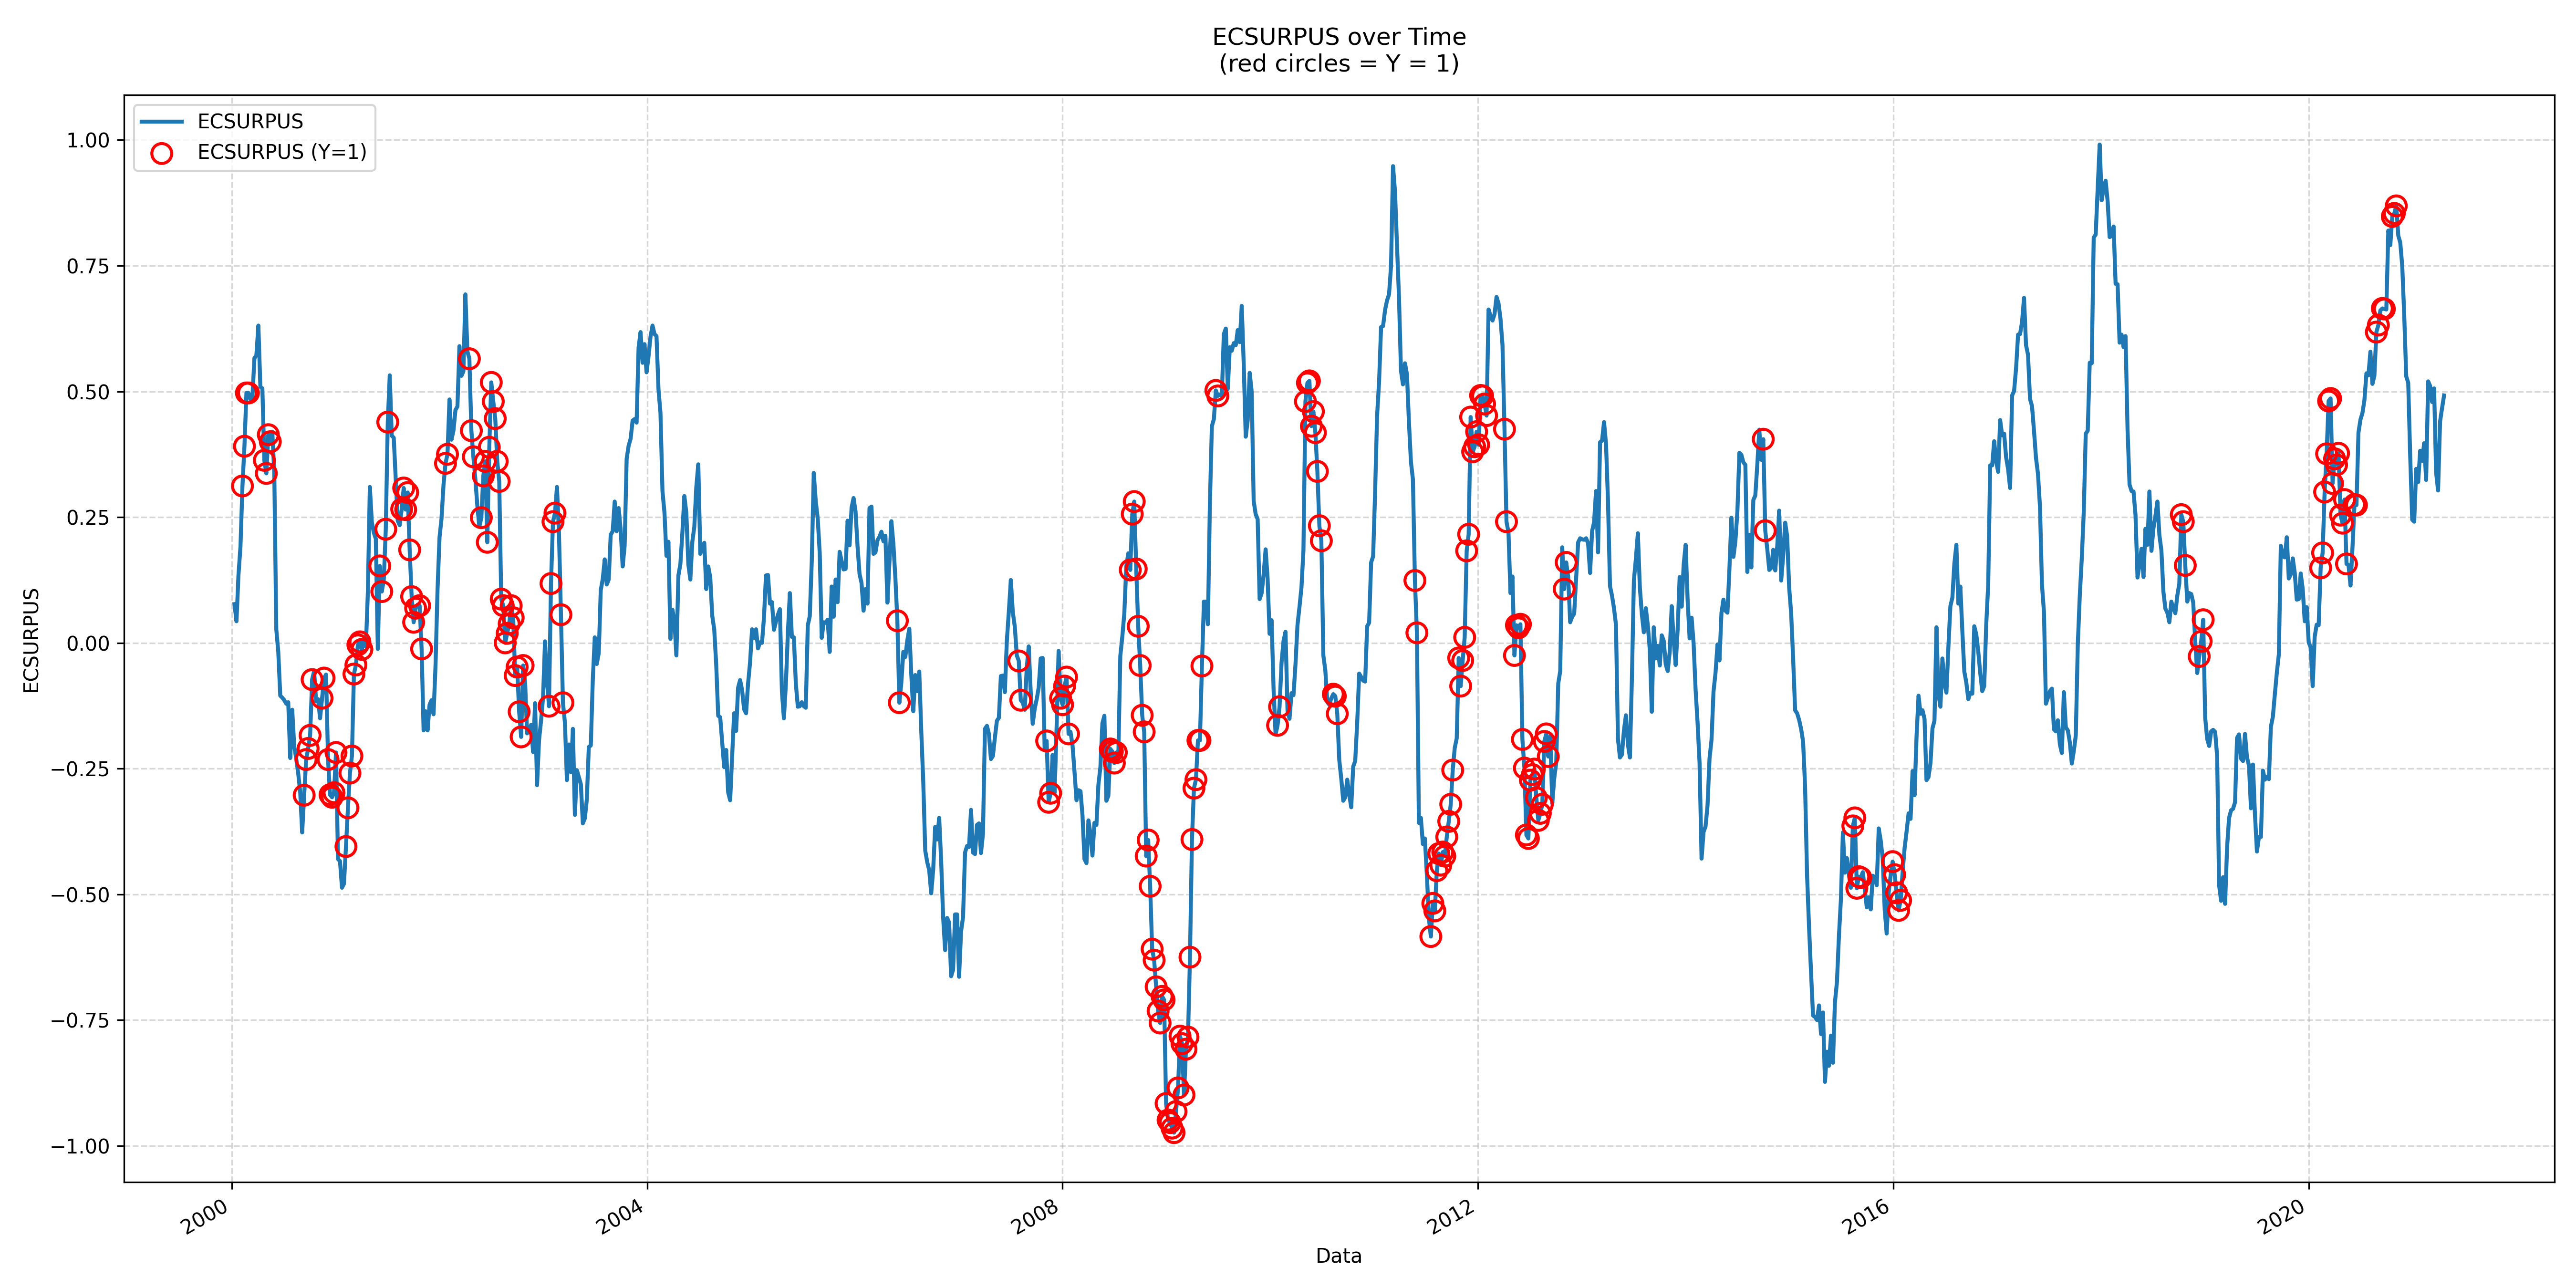 ECSURPUS over Time
(red circles = Y = 1)
ECSURPUS
ECSURPUS (Y=1)
1.00
0.75
0.50
0.25
0.00
−0.25
−0.50
−0.75
−1.00
ECSURPUS
2000
2004
2008
2012
2016
2020
Data